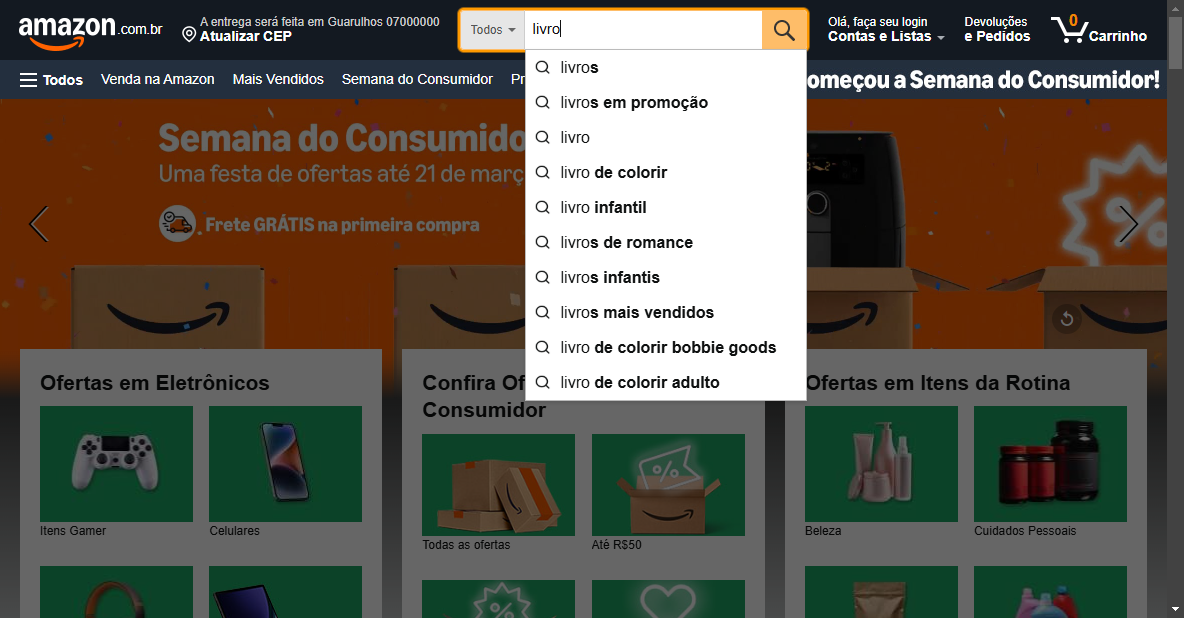 amazon.com.br
A entrega será feita em Guarulhos 07000000
Atualizar CEP
Todos
livro
Olá, faça seu login
Contas e Listas
Devoluções
e Pedidos
0
Carrinho
Todos
Venda na Amazon
Mais Vendidos
Semana do Consumidor
Pr
omeçou a Semana do Consumidor!
livros
livros em promoção
livro
livro de colorir
livro infantil
livros de romance
livros infantis
livros mais vendidos
livro de colorir bobbie goods
livro de colorir adulto
Semana do Consumido
Uma festa de ofertas até 21 de març
Frete GRÁTIS na primeira compra
%
Ofertas em Eletrônicos
Itens Gamer
Celulares
Confira Of
Consumidor
%
Todas as ofertas
Até R$50
%
Ofertas em Itens da Rotina
Beleza
Cuidados Pessoais